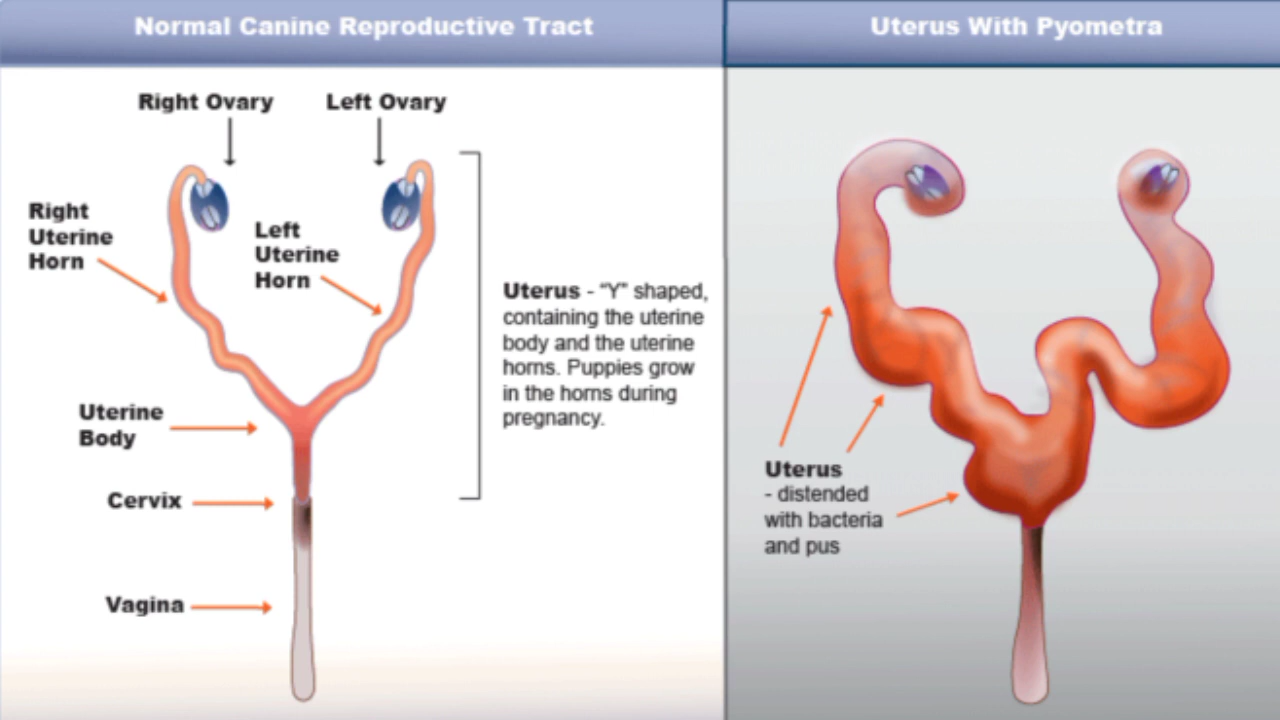 Normal Canine Reproductive Tract
Uterus With Pyometra
Right Ovary
Left Ovary
Right
Uterine
Horn
Left
Uterine
Horn
Uterus - “Y” shaped,
containing the uterine
body and the uterine
horns. Puppies grow
in the horns during
pregnancy.
Uterine
Body
Cervix
Vagina
Uterus
- distended
with bacteria
and pus